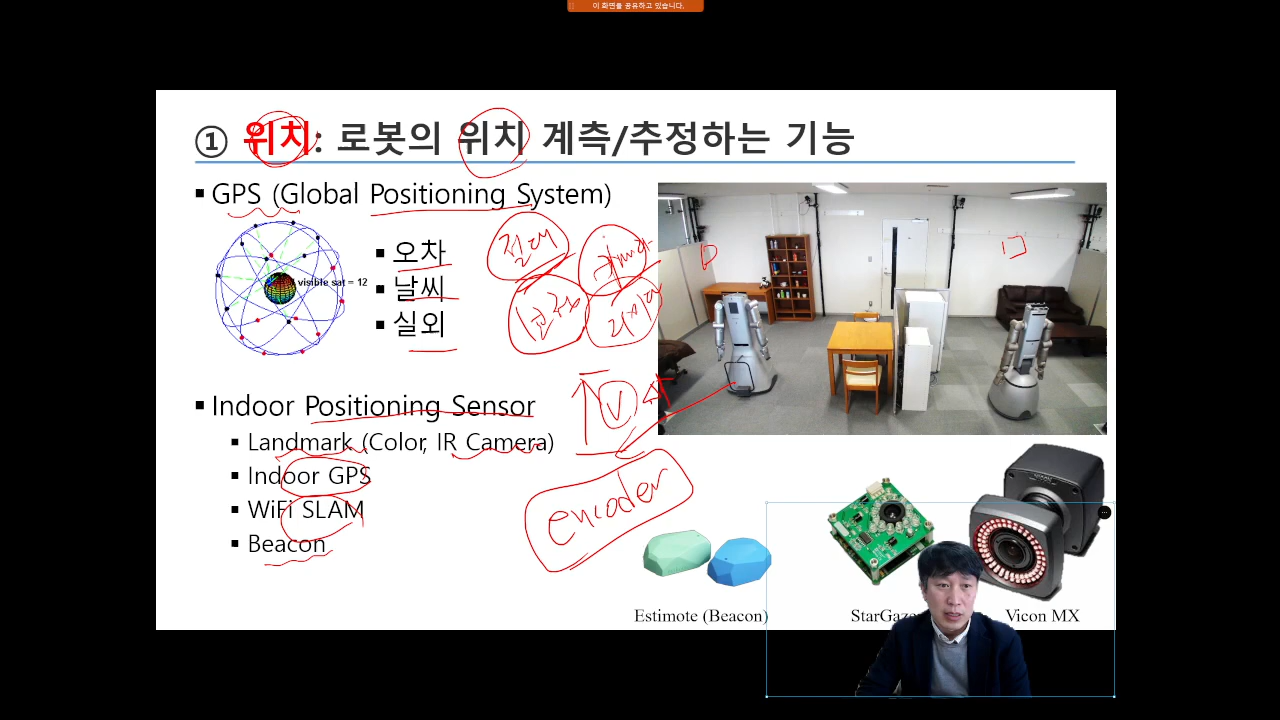 이 화면을 공유하고 있습니다.
① 위치: 로봇의 위치 계측/추정하는 기능
▪ GPS (Global Positioning System)
▪ 오차
▪ 날씨
▪ 실외
visible sat = 12
절대
▪ Indoor Positioning Sensor
▪ Landmark (Color, IR Camera)
▪ Indoor GPS
▪ WiFi SLAM
▪ Beacon
V
encoder
Estimote (Beacon)
Vicon MX